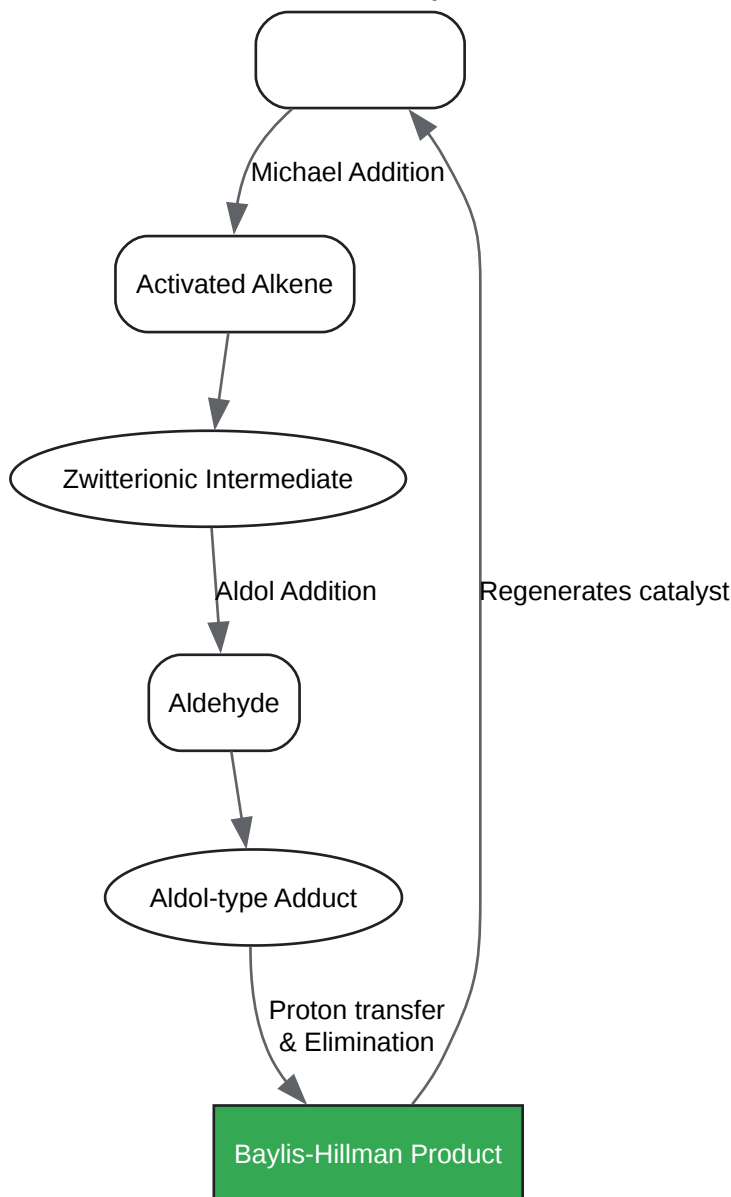 Michael Addition
Activated Alkene
Zwitterionic Intermediate
Aldol Addition
Regenerates catalyst
Aldehyde
Aldol-type Adduct
Proton transfer
& Elimination
Baylis-Hillman Product